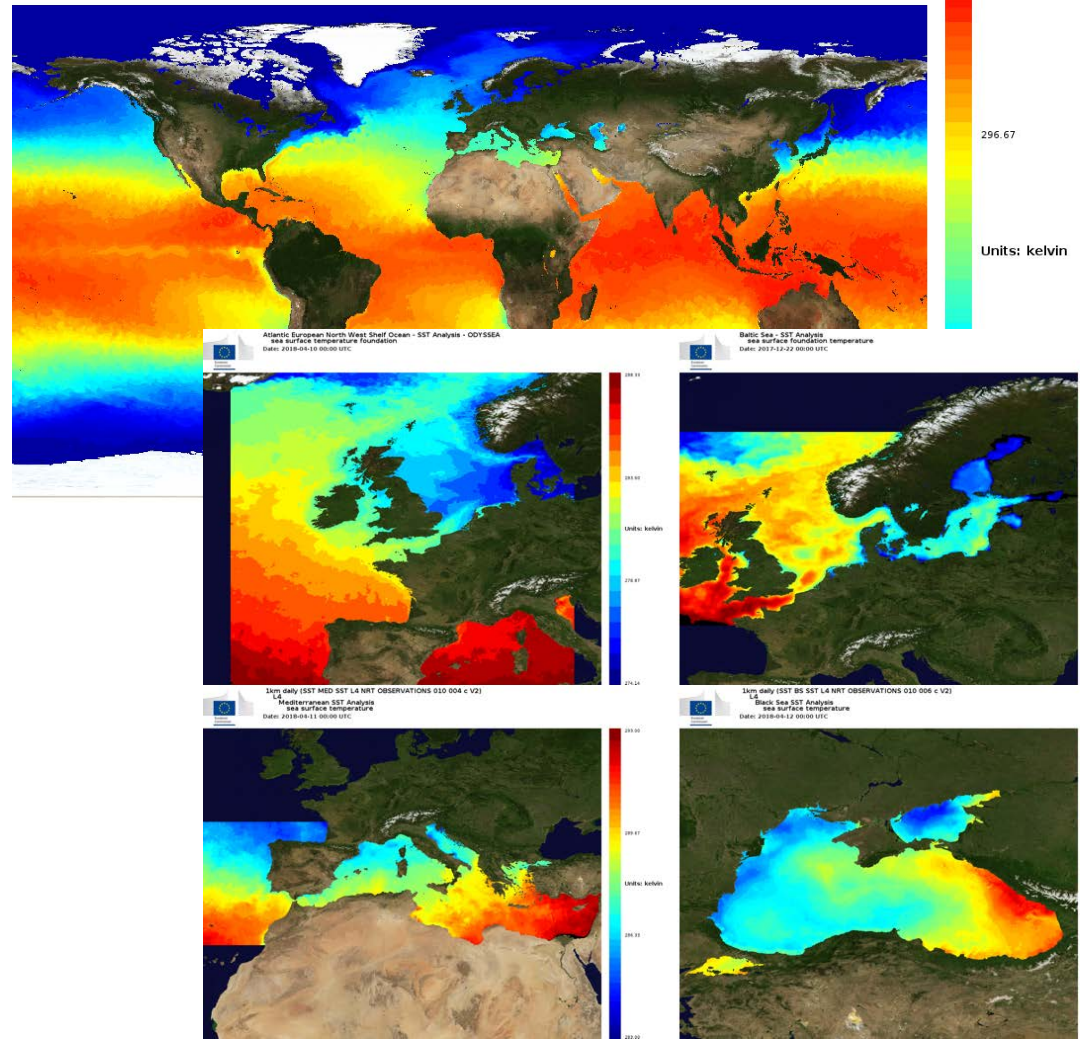 296.67
Units: kelvin
Atlantic European North West Shelf Ocean - SST Analysis - ODYSSEA
sea surface temperature foundation
Date: 2018-04-10 00:00 UTC
Units: kelvin
274.14
Baltic Sea - SST Analysis
sea surface foundation temperature
Date: 2017-12-22 00:00 UTC
1km daily (SST MED SST L4 NRT OBSERVATIONS 010 004 c V2)
L4
Mediterranean SST Analysis
sea surface temperature
Date: 2018-04-11 00:00 UTC
Units: kelvin
1km daily (SST BS SST L4 NRT OBSERVATIONS 010 006 c V2)
L4
Black Sea SST Analysis
sea surface temperature
Date: 2018-04-12 00:00 UTC